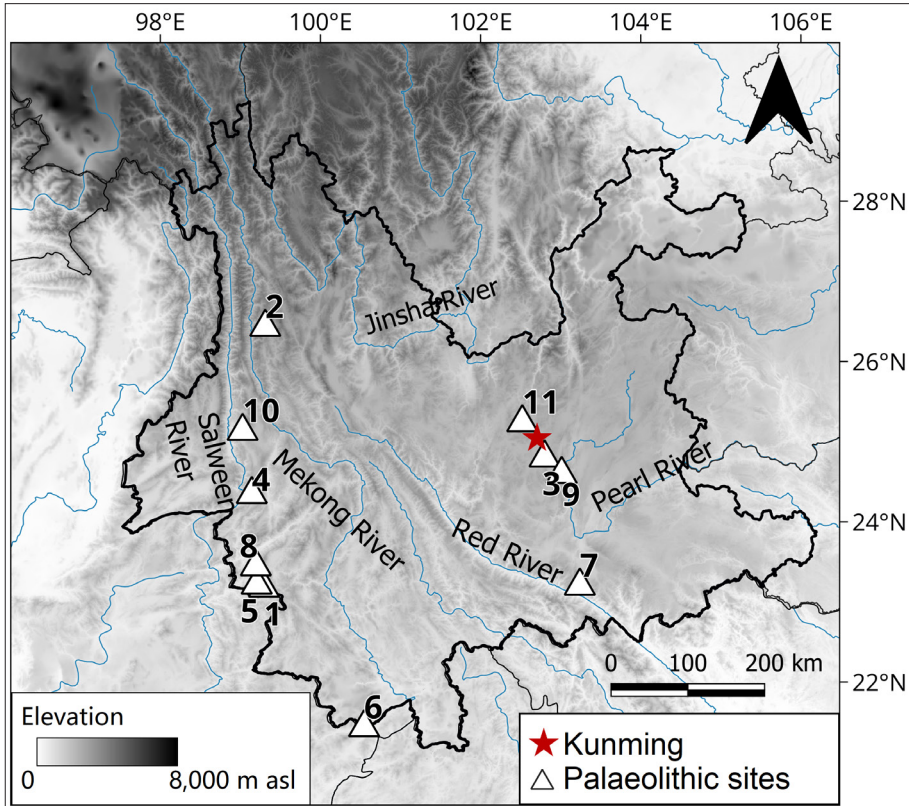 98°E 100°E 102°E 104°E 106°E
28°N
2
Jinsha River
26°N
11
10
Salween
River
4
Mekong River
3
9
Pearl River
24°N
Red River
8
7
5
1
0 100 200 km
22°N
6
Elevation
0 8,000 m asl
Kunming
Palaeolithic sites